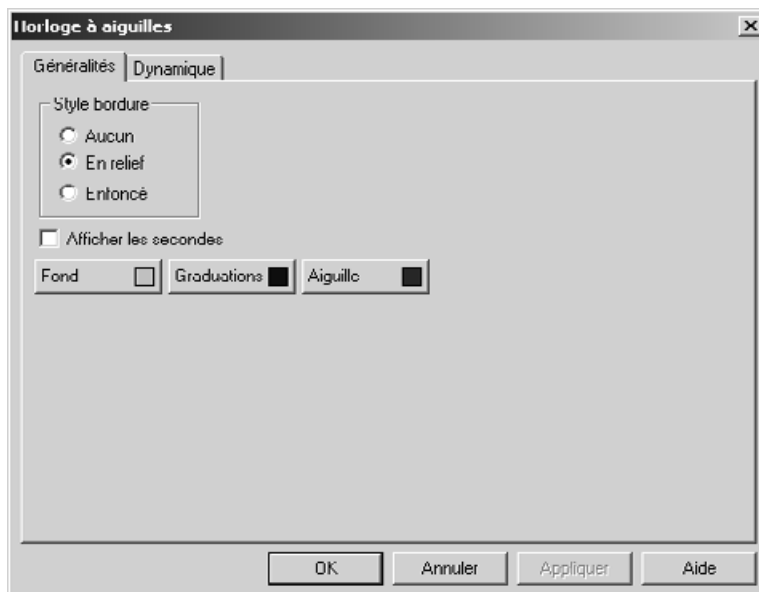 Horloge à aiguilles
Généralités Dynamique
Style bordure
Aucun
En relief
Enfoncé
Afficher les secondes
Fond Graduations Aiguille
OK Annuler Appliquer Aide